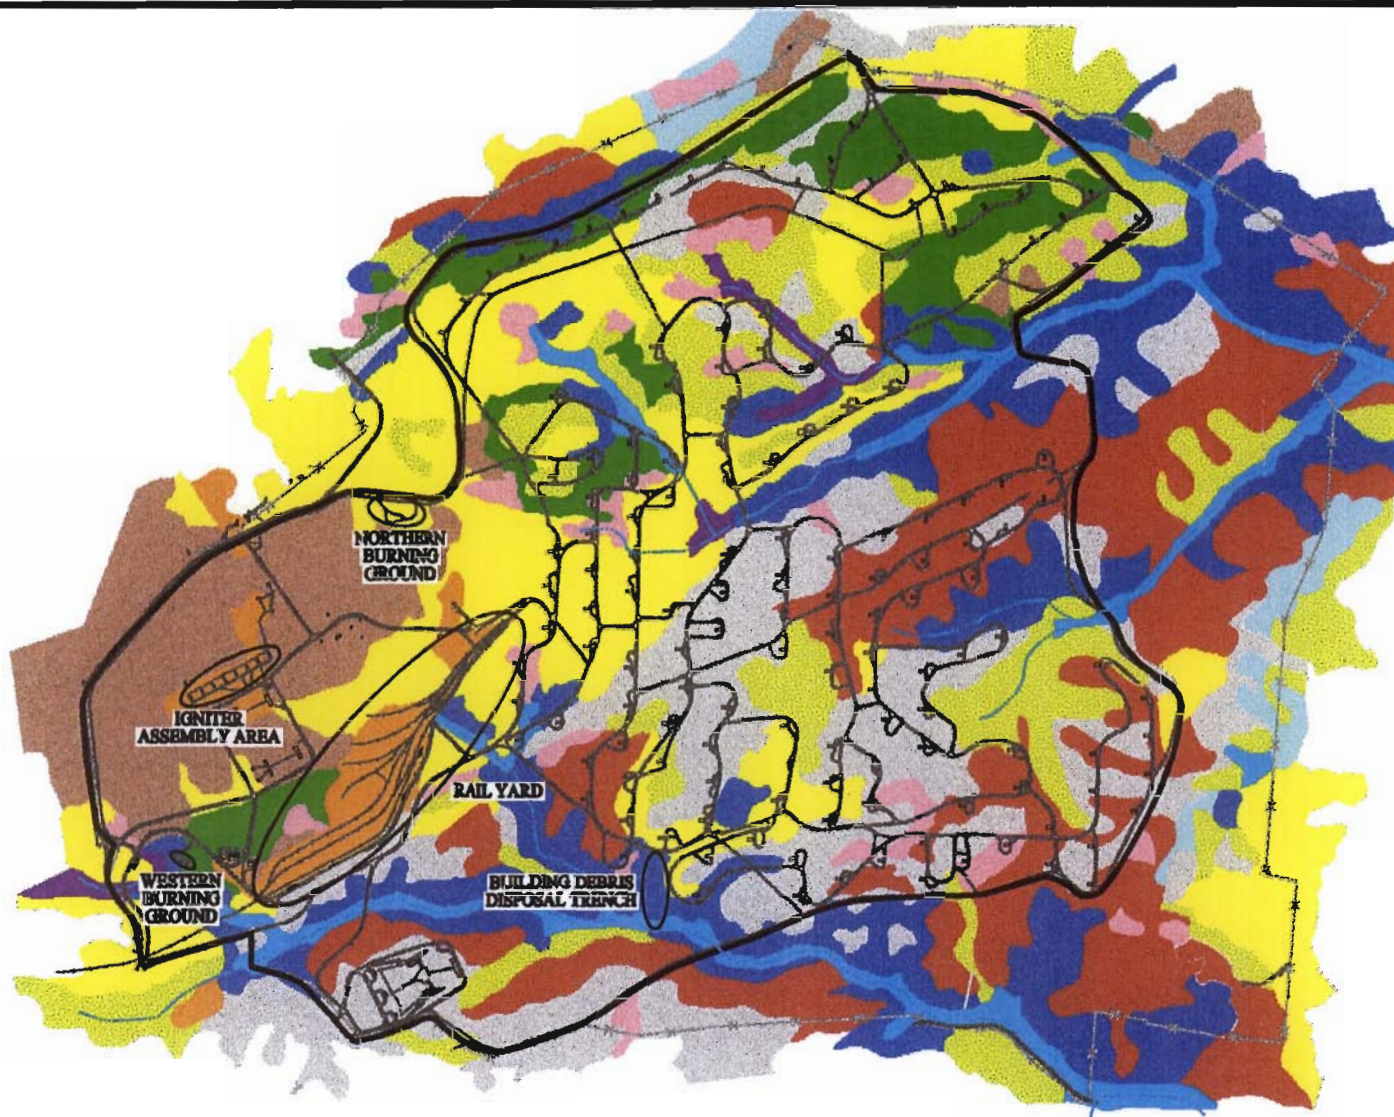 NORTHERN
BURNING
GROUND
IGNITER
ASSEMBLY AREA
RAIL YARD
WESTERN
BURNING
GROUND
BUILDING DEBRIS
DISPOSAL TRENCH